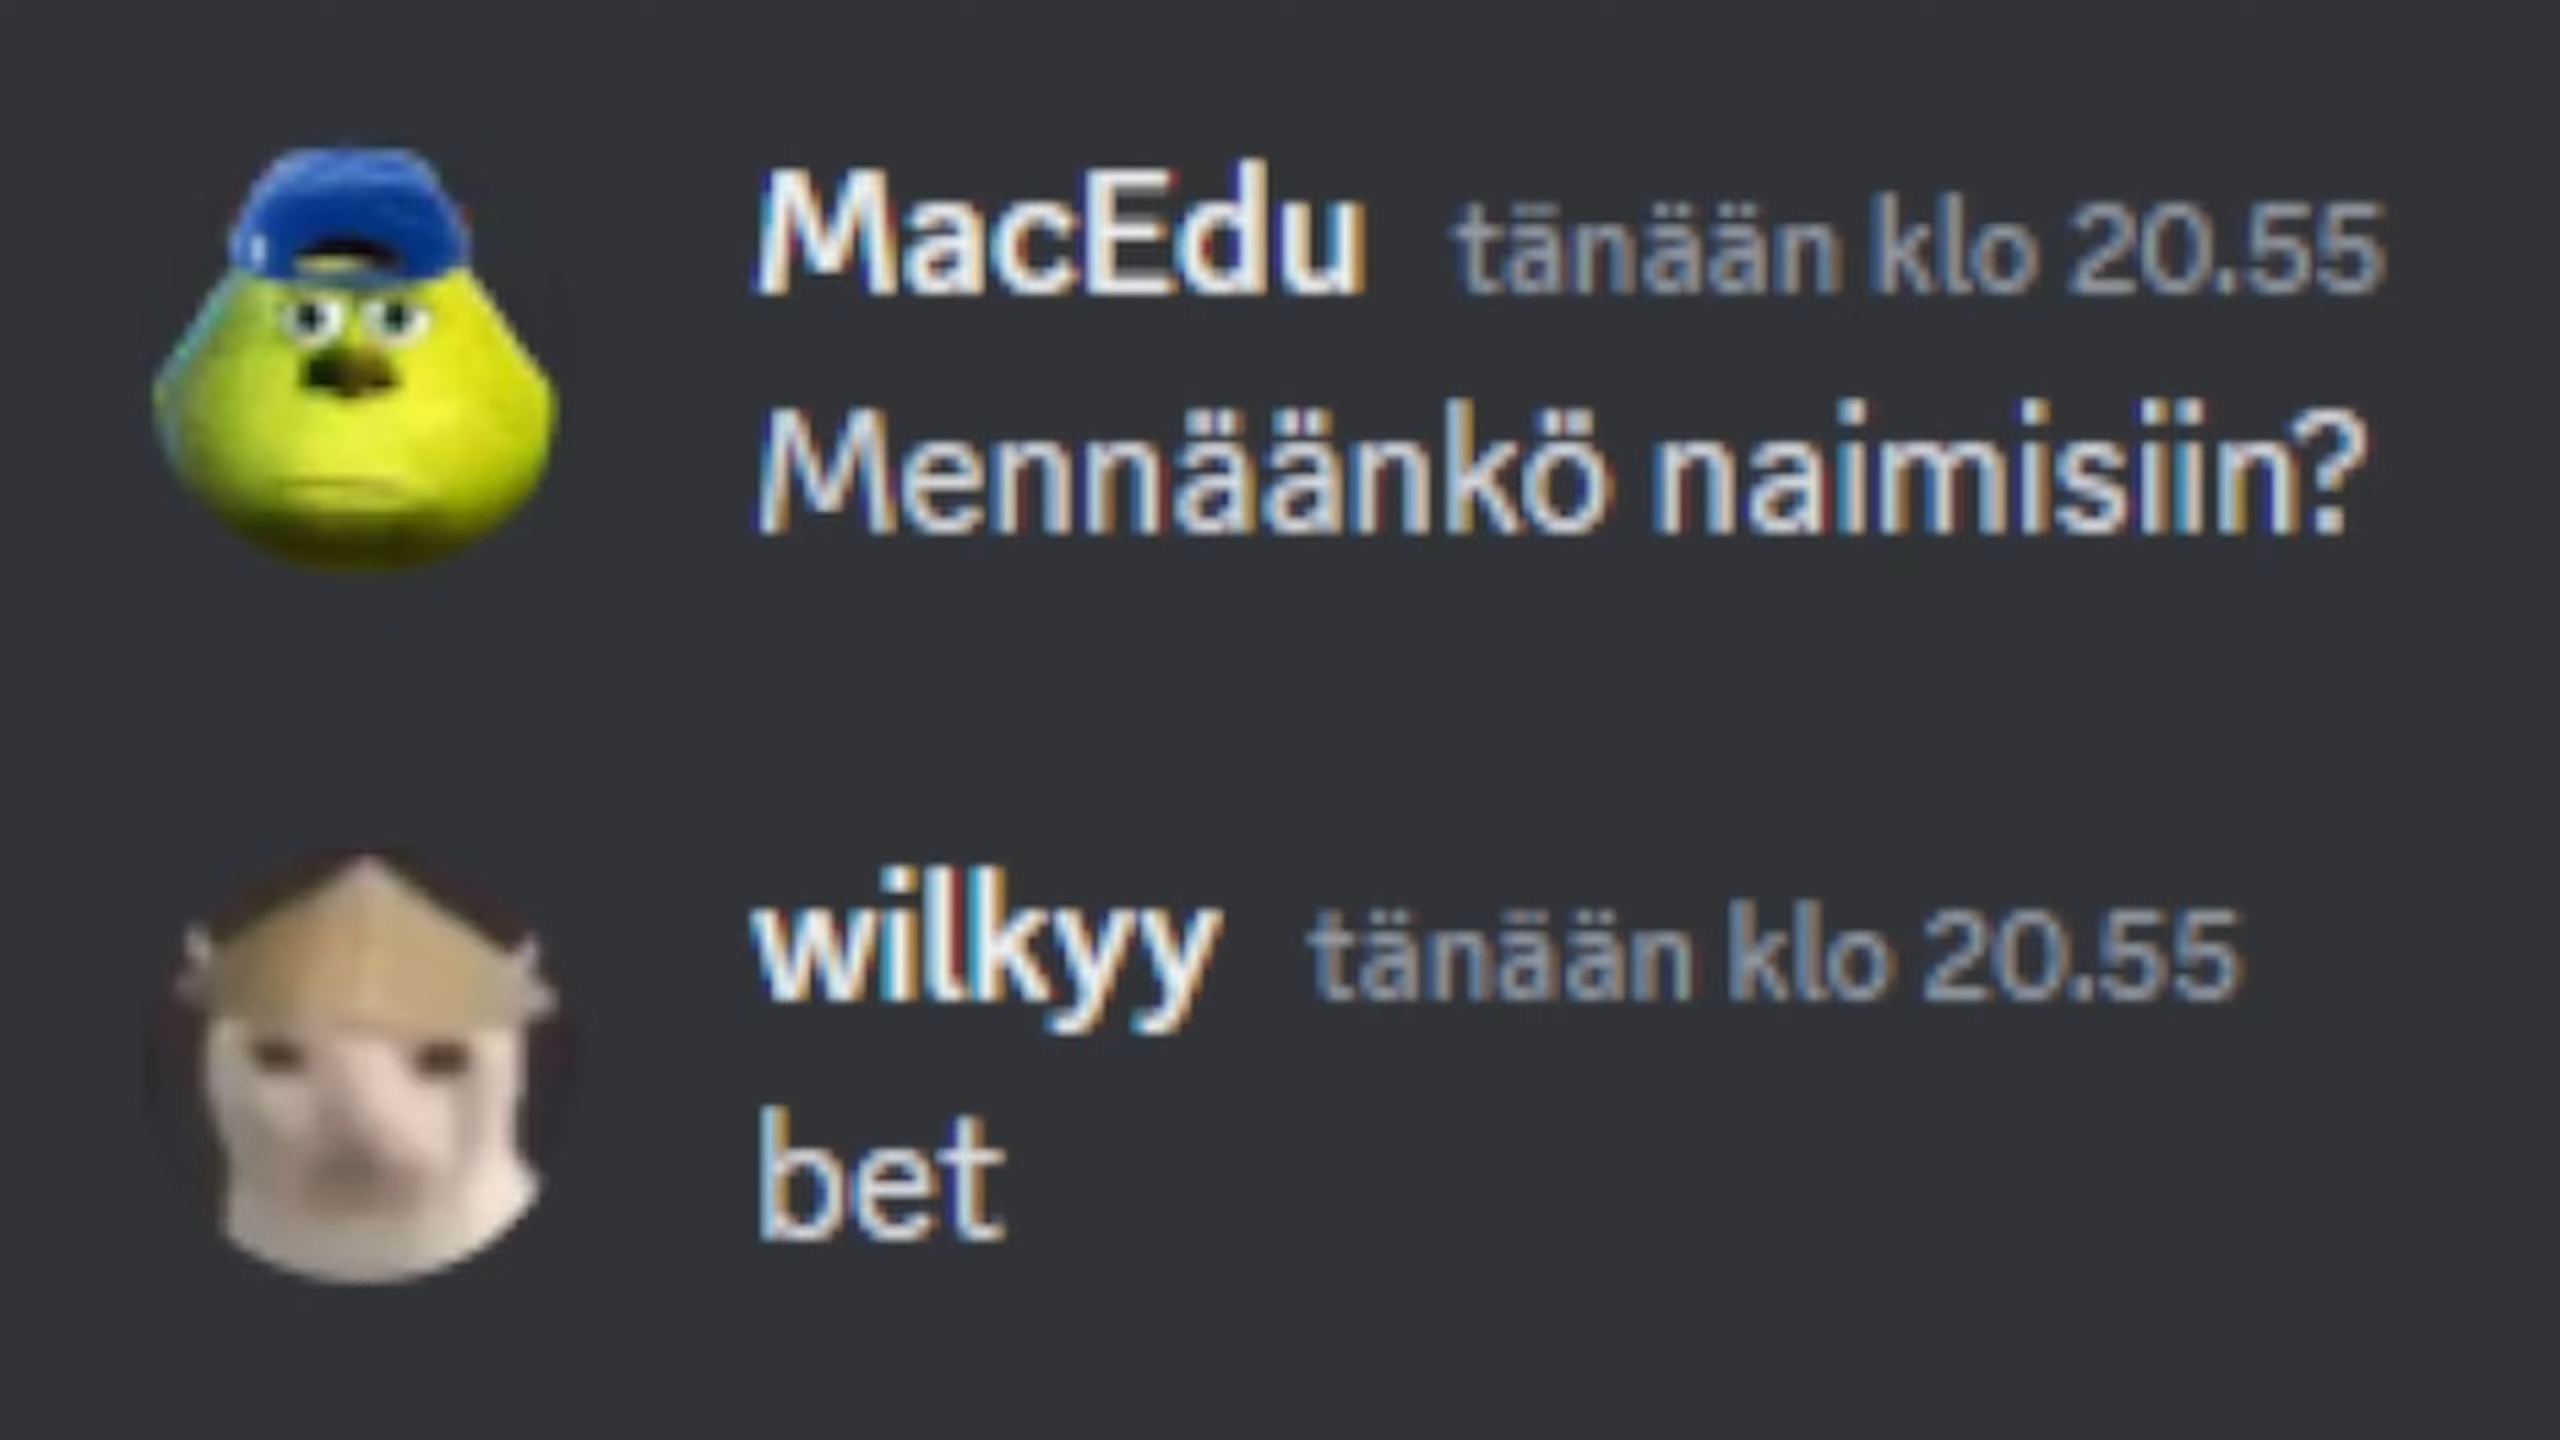 MacEdu tänään klo 20.55
Mennäänkö naimisiin?
wilkyy tänään klo 20.55
bet